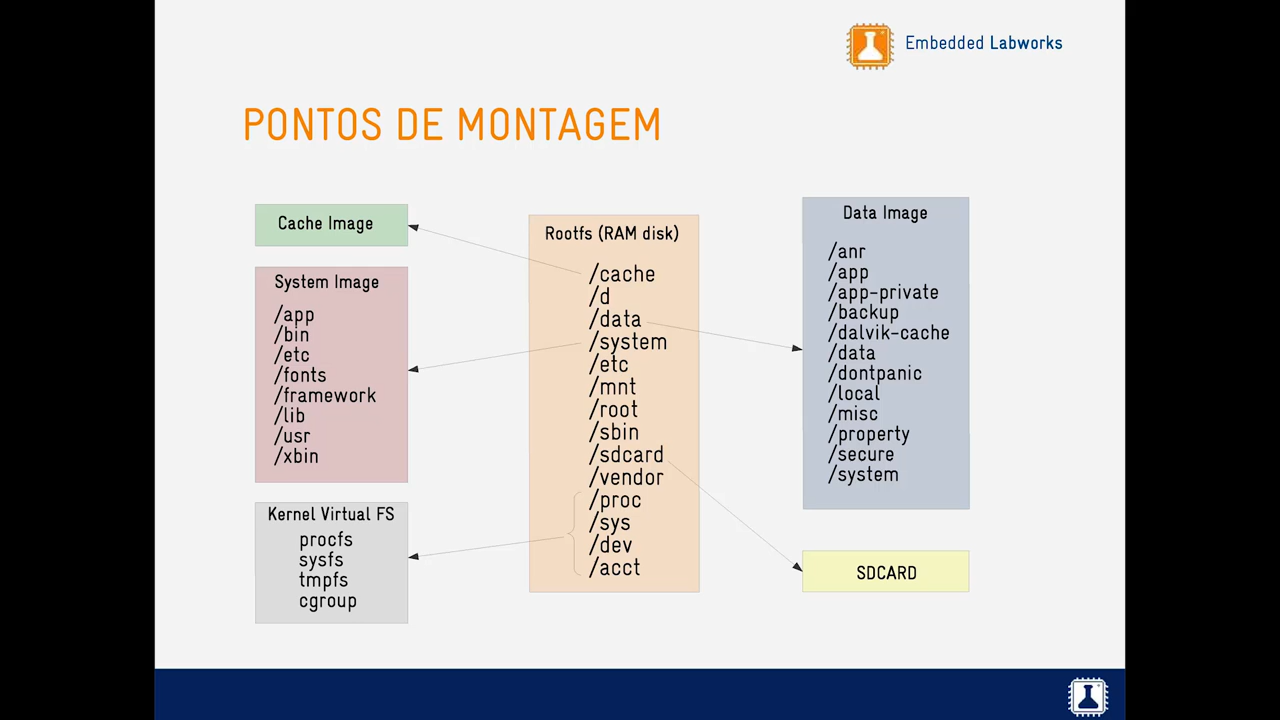 Embedded Labworks
PONTOS DE MONTAGEM
Cache Image
System Image
/app
/bin
/etc
/fonts
/framework
/lib
/usr
/xbin
Kernel Virtual FS
procfs
sysfs
tmpfs
cgroup
Rootfs (RAM disk)
/cache
/d
/data
/system
/etc
/mnt
/root
/sbin
/sdcard
/vendor
/proc
/sys
/dev
/acct
Data Image
/anr
/app
/app-private
/backup
/dalvik-cache
/data
/dontpanic
/local
/misc
/property
/secure
/system
SDCARD